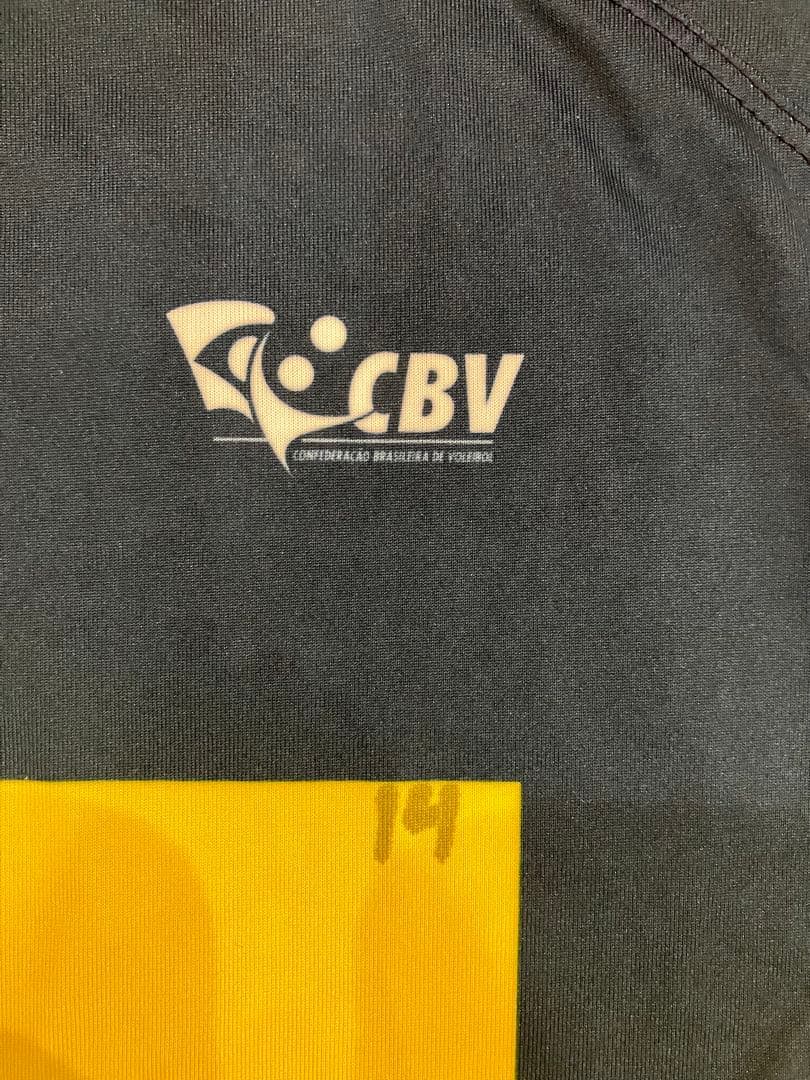 CBV
CONFEDERAÇÃO BRASILEIRA DE VOLEIBOL
14